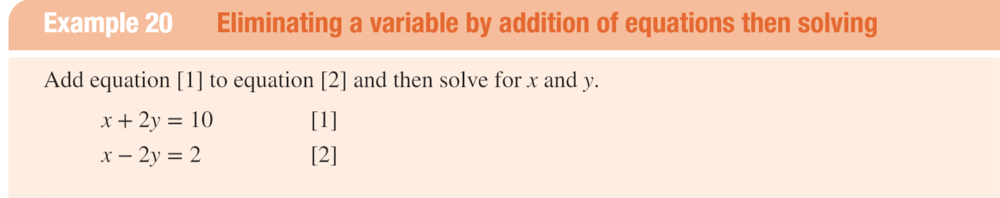 Example 20 Eliminating a variable by addition of equations then solving
Add equation [1] to equation [2] and then solve for x and y.
x + 2y = 10 [1]
x − 2y = 2 [2]